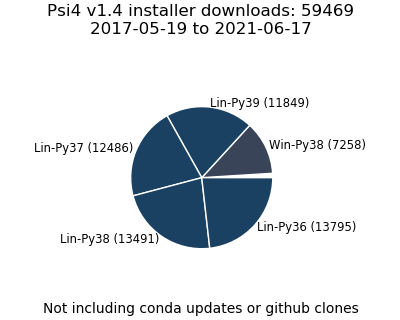 Psi4 v1.4 installer downloads: 59469
2017-05-19 to 2021-06-17
Lin-Py39 (11849)
Win-Py38 (7258)
Lin-Py37 (12486)
Lin-Py36 (13795)
Lin-Py38 (13491)
Not including conda updates or github clones